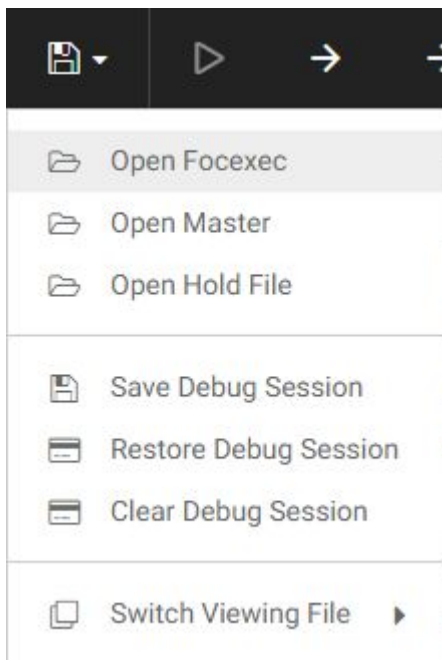 Open Focexec
Open Master
Open Hold File
Save Debug Session
Restore Debug Session
Clear Debug Session
Switch Viewing File